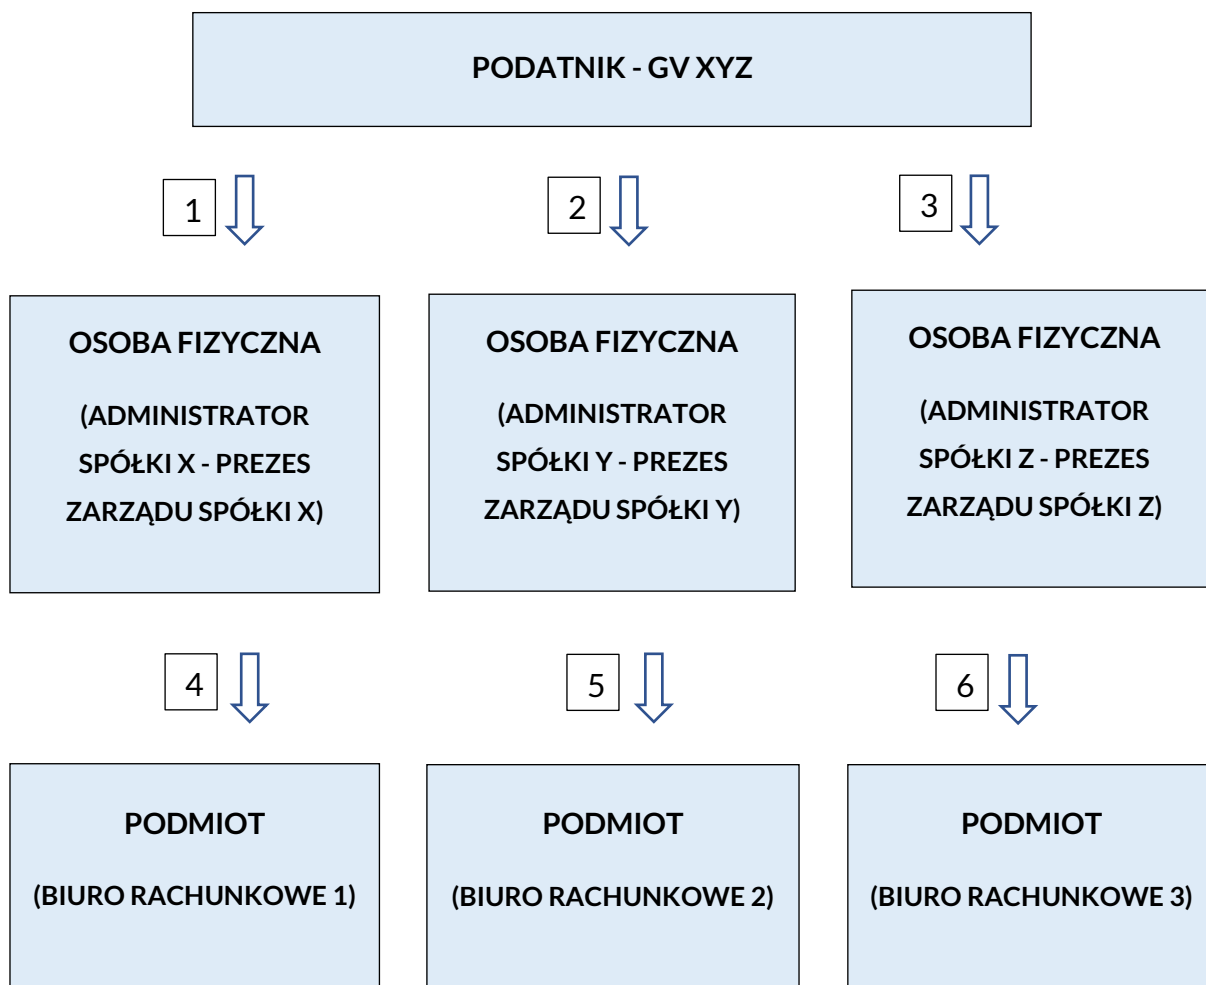 PODATNIK - GV XYZ
1
2
3
OSOBA FIZYCZNA
(ADMINISTRATOR
SPÓŁKI X - PREZES
ZARZĄDU SPÓŁKI X)
OSOBA FIZYCZNA
(ADMINISTRATOR
SPÓŁKI Y - PREZES
ZARZĄDU SPÓŁKI Y)
OSOBA FIZYCZNA
(ADMINISTRATOR
SPÓŁKI Z - PREZES
ZARZĄDU SPÓŁKI Z)
4
5
6
PODMIOT
(BIURO RACHUNKOWE 1)
PODMIOT
(BIURO RACHUNKOWE 2)
PODMIOT
(BIURO RACHUNKOWE 3)